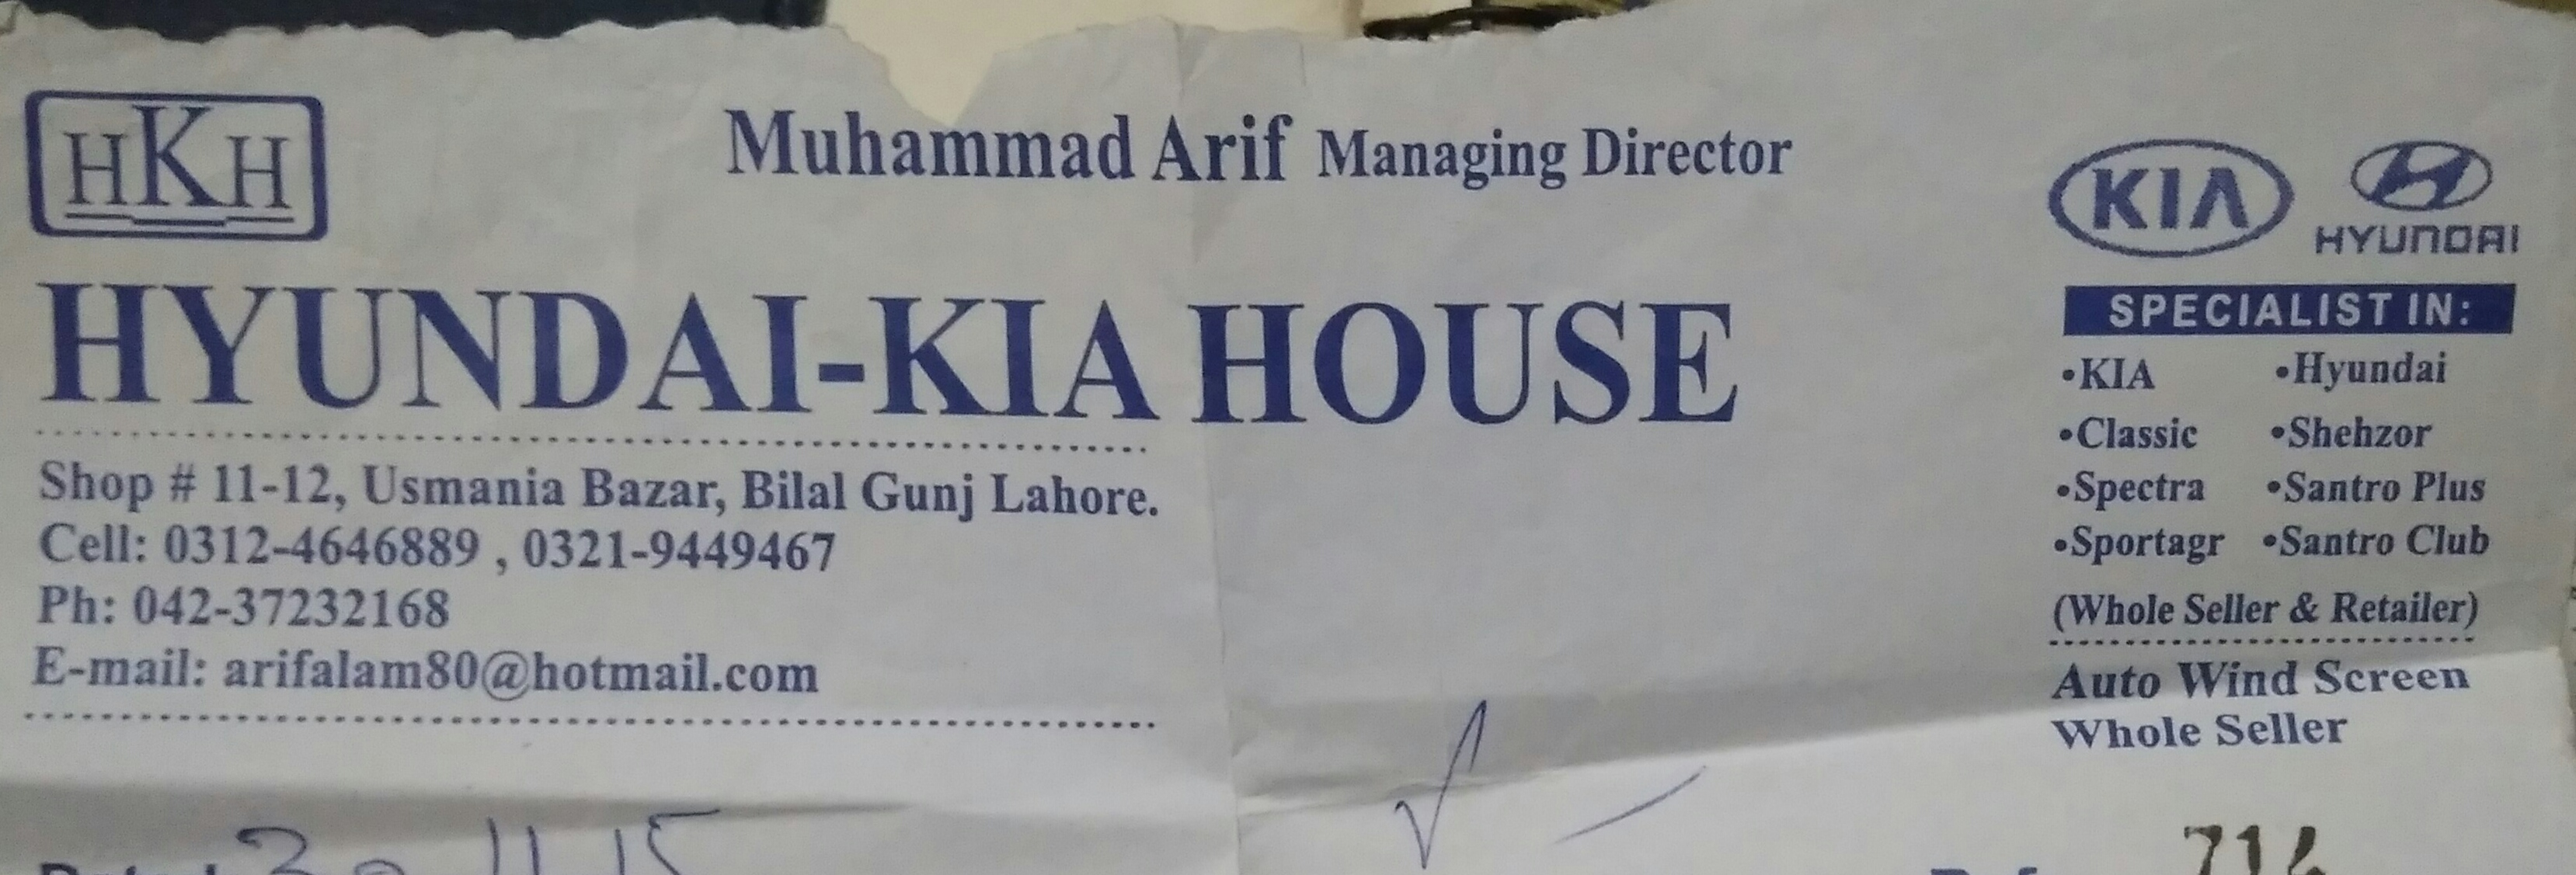 HKH
Muhammad Arif Managing Director
KIA
HYUNDAI
HYUNDAI-KIA HOUSE
Shop # 11-12, Usmania Bazar, Bilal Gunj Lahore.
Cell: 0312-4646889 , 0321-9449467
Ph: 042-37232168
E-mail: arifalam80@hotmail.com
SPECIALIST IN:
•KIA •Hyundai
•Classic •Shehzor
•Spectra •Santro Plus
•Sportagr •Santro Club
(Whole Seller & Retailer)
Auto Wind Screen
Whole Seller